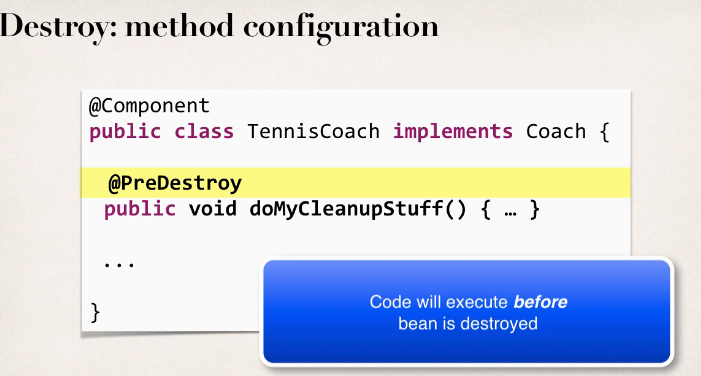 Destroy: method configuration
@Component
public class TennisCoach implements Coach {
@PreDestroy
public void doMyCleanupStuff() { … }
...
}
Code will execute before
bean is destroyed